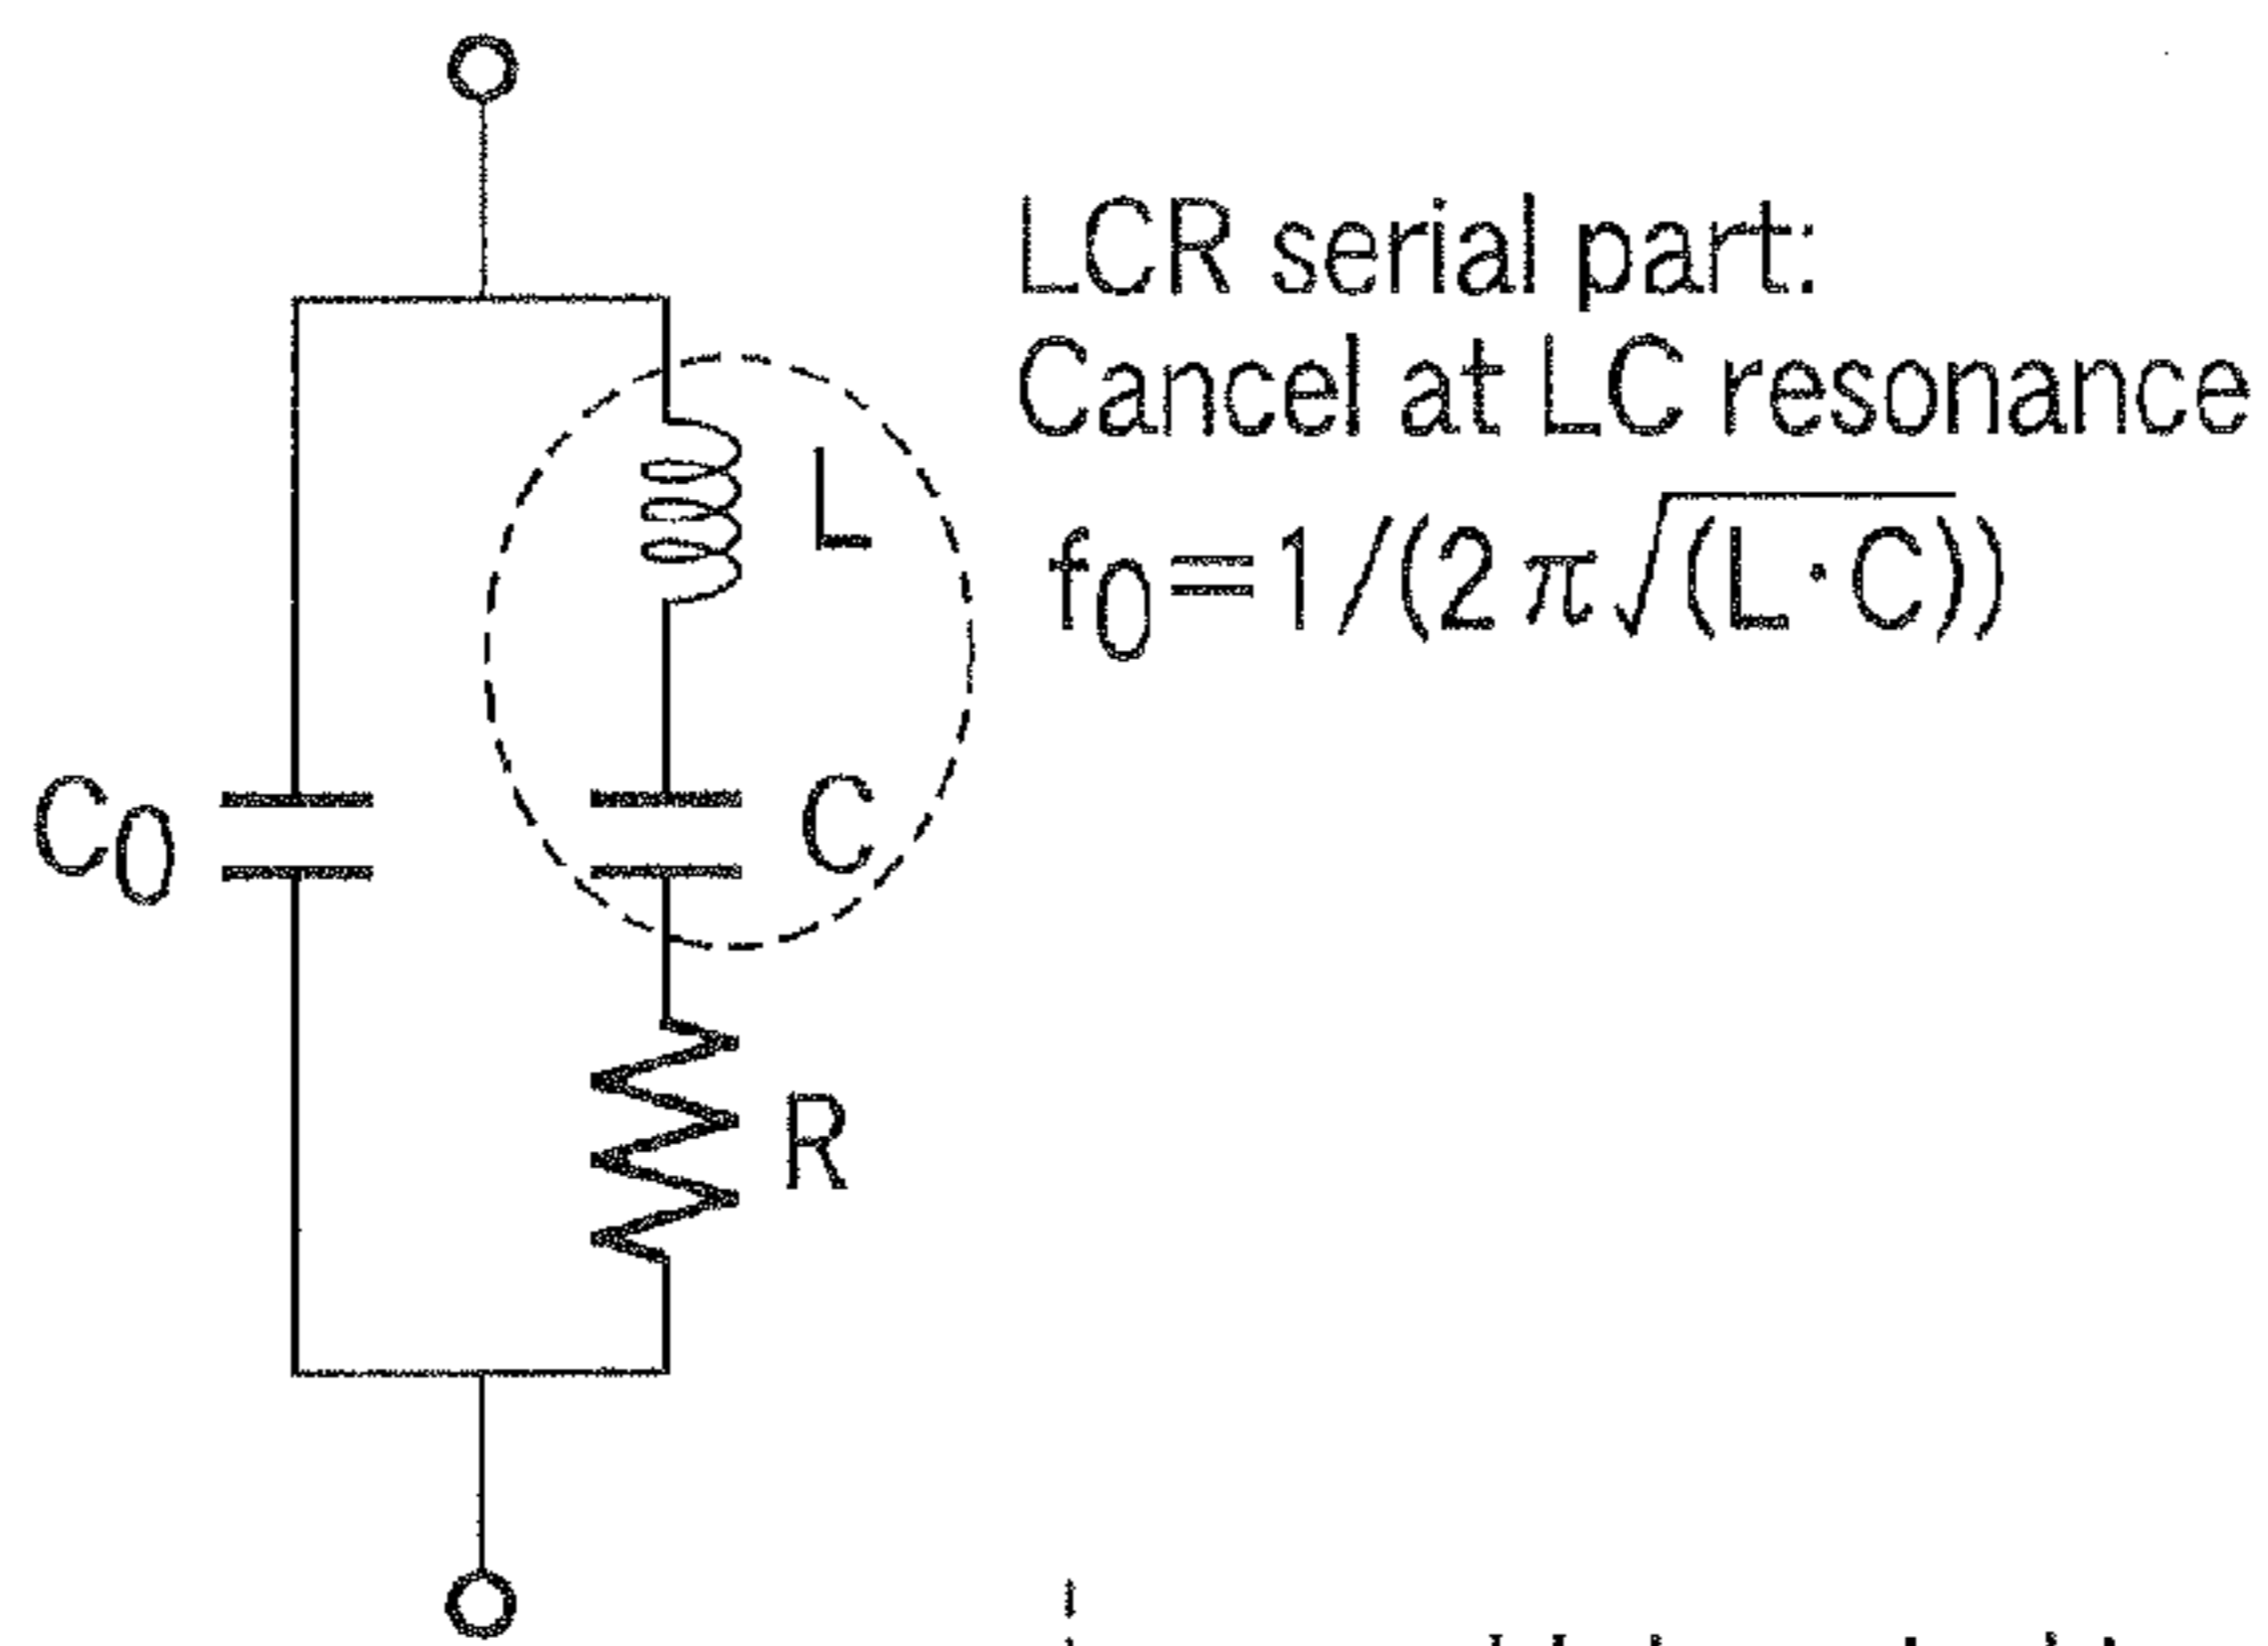 LCR serial part:
Cancel at LC resonance
f0=1/(2π√(L·C))
L
C0
C
R